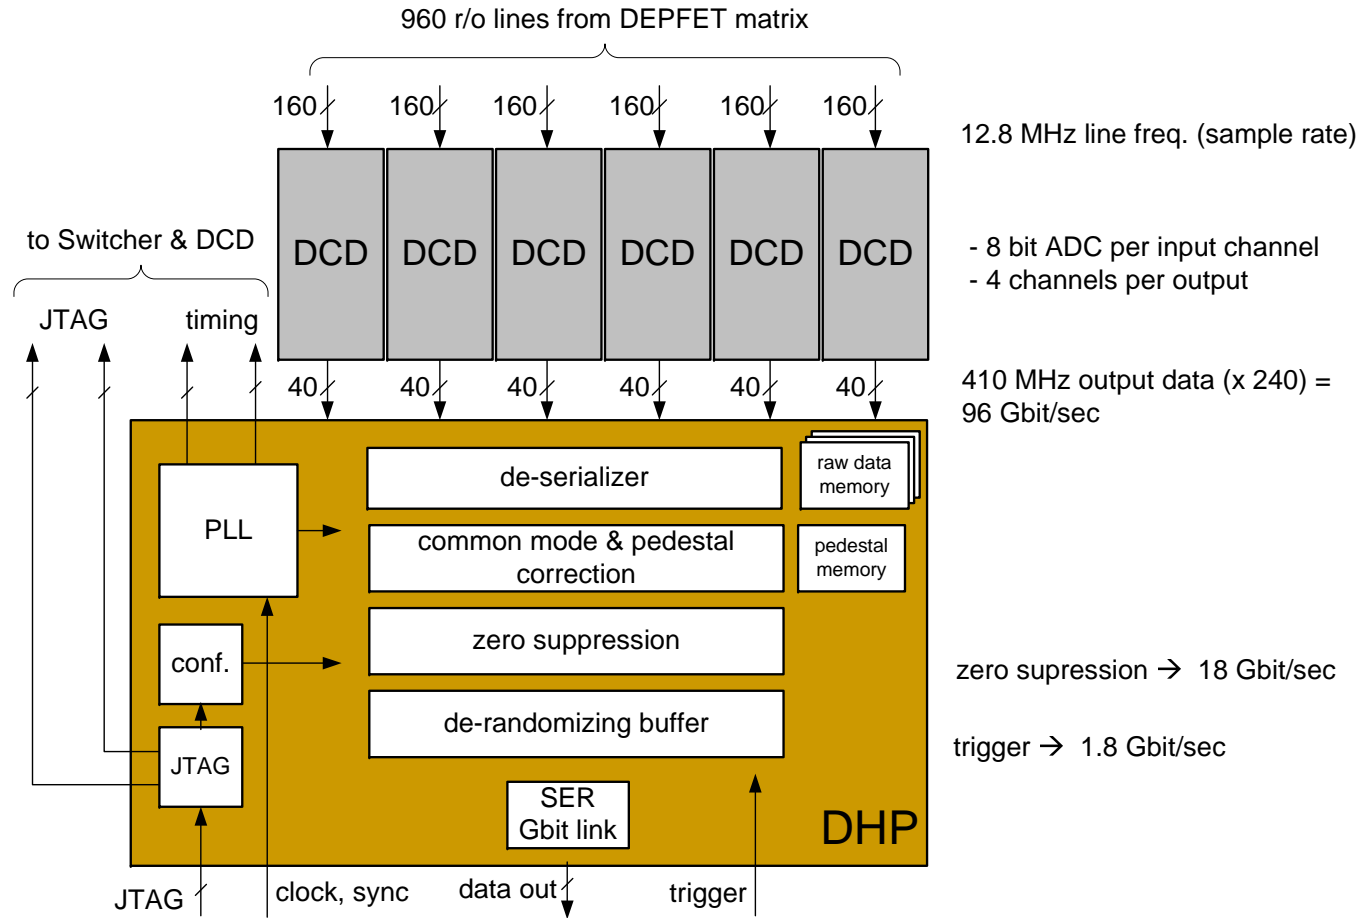 960 r/o lines from DEPFET matrix
160 160 160 160 160 160
12.8 MHz line freq. (sample rate)
DCD DCD DCD DCD DCD DCD
to Switcher & DCD
- 8 bit ADC per input channel
- 4 channels per output
JTAG timing
40 40 40 40 40 40
410 MHz output data (x 240) =
96 Gbit/sec
PLL
de-serializer
raw data
memory
common mode & pedestal
correction
pedestal
memory
conf.
zero suppression
zero supression → 18 Gbit/sec
de-randomizing buffer
trigger → 1.8 Gbit/sec
JTAG
SER
Gbit link
DHP
JTAG
clock, sync
data out
trigger